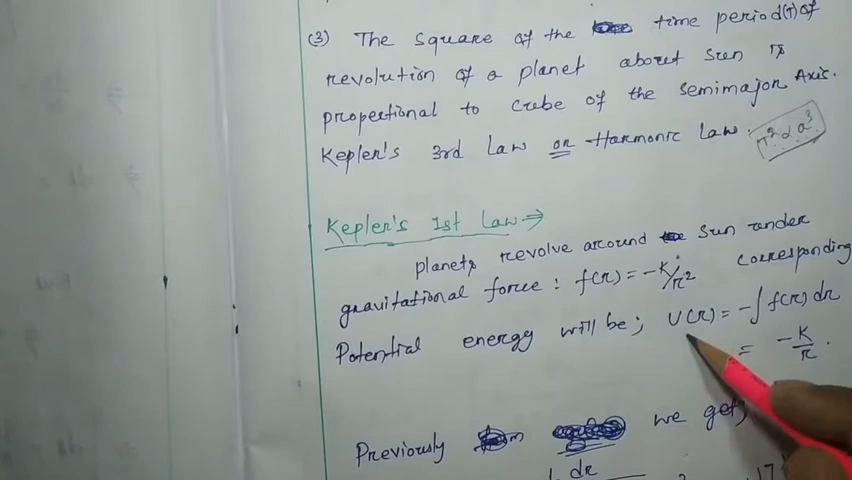 (3) The square of the time period(T) of
revolution of a planet about sun is
propotional to cube of the semimajor Axis.
Kepler's 3rd Law or Harmonic Law. T² α a³
Kepler's 1st Law ⇒
planets revolve around sun under
gravitational force : f(r) = -K/r² Corresponding
Potential energy will be; U(r) = -∫ f(r) dr
= -K/r.
Previously we get,
dr